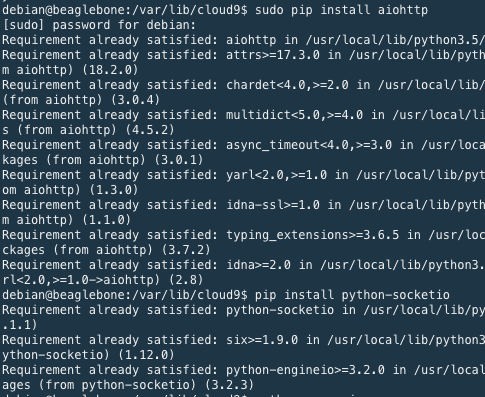 debian@beaglebone:/var/lib/cloud9$ sudo pip install aiohttp
[sudo] password for debian:
Requirement already satisfied: aiohttp in /usr/local/lib/python3.5/
Requirement already satisfied: attrs>=17.3.0 in /usr/local/lib/pyth
m aiohttp) (18.2.0)
Requirement already satisfied: chardet<4.0,>=2.0 in /usr/local/lib/
(from aiohttp) (3.0.4)
Requirement already satisfied: multidict<5.0,>=4.0 in /usr/local/li
s (from aiohttp) (4.5.2)
Requirement already satisfied: async_timeout<4.0,>=3.0 in /usr/loca
kages (from aiohttp) (3.0.1)
Requirement already satisfied: yarl<2.0,>=1.0 in /usr/local/lib/pyt
om aiohttp) (1.3.0)
Requirement already satisfied: idna-ssl>=1.0 in /usr/local/lib/pyth
m aiohttp) (1.1.0)
Requirement already satisfied: typing_extensions>=3.6.5 in /usr/loc
ckages (from aiohttp) (3.7.2)
Requirement already satisfied: idna>=2.0 in /usr/local/lib/python3.
rl<2.0,>=1.0->aiohttp) (2.8)
debian@beaglebone:/var/lib/cloud9$ pip install python-socketio
Requirement already satisfied: python-socketio in /usr/local/lib/py
.1.1)
Requirement already satisfied: six>=1.9.0 in /usr/local/lib/python3
ython-socketio) (1.12.0)
Requirement already satisfied: python-engineio>=3.2.0 in /usr/local
ages (from python-socketio) (3.2.3)
debian@beaglebone:/var/lib/cloud9$